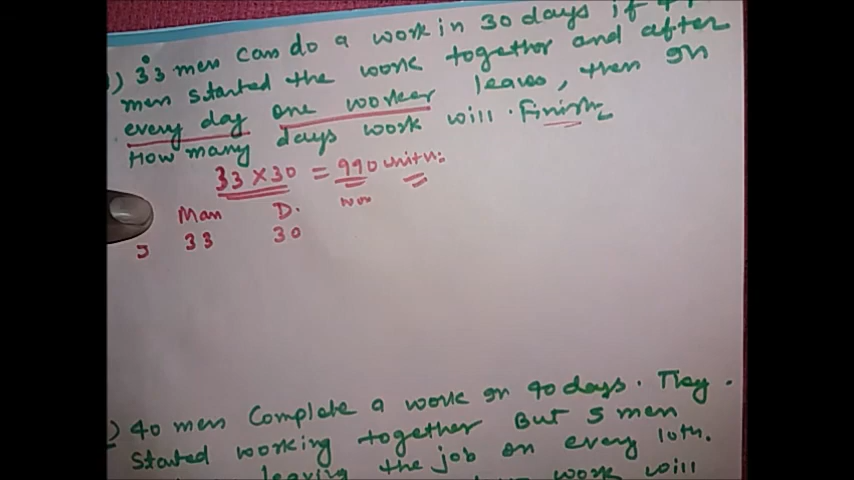 ) 33 men can do a work in 30 days if 44
men started the work together and after
every day one worker leaves, then In
How many days work will . Finish
33 × 30 = 990 units.
Man D.
33 30
) 40 men Complete a work in 40 days. They
Started working together But 5 men
leaving the job on every 10th.
work will